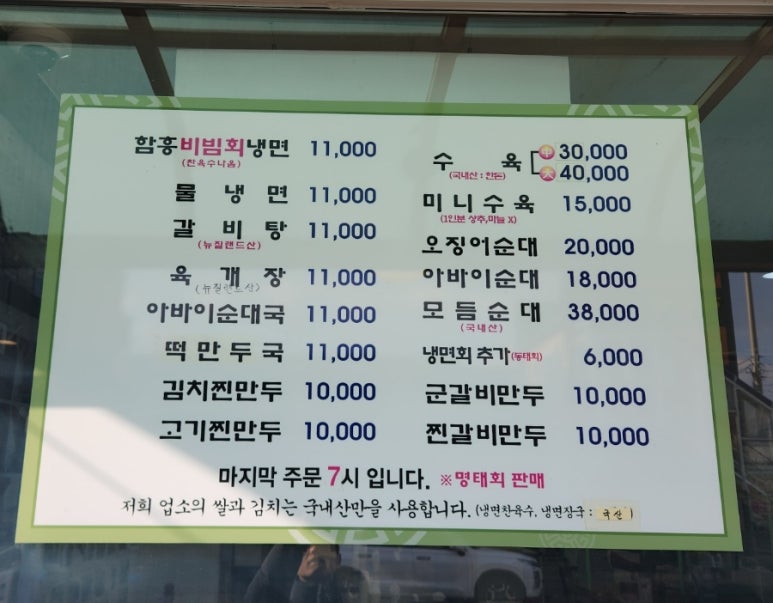 함흥비빔회냉면 11,000
(찬육수나옴)
물냉면 11,000
갈비탕 11,000
(뉴질랜드산)
육개장 11,000
(뉴질랜드산)
아바이순대국 11,000
떡만두국 11,000
김치찐만두 10,000
고기찐만두 10,000
수육 中 30,000
(국내산 : 한돈) 大 40,000
미니수육 15,000
(1인분 상추,마늘 X)
오징어순대 20,000
아바이순대 18,000
모듬순대 38,000
(국내산)
냉면회 추가(동태회) 6,000
군갈비만두 10,000
찐갈비만두 10,000
마지막 주문 7시 입니다. ※명태회 판매
저희 업소의 쌀과 김치는 국내산만을 사용합니다. (냉면찬육수, 냉면장국 : 국산)